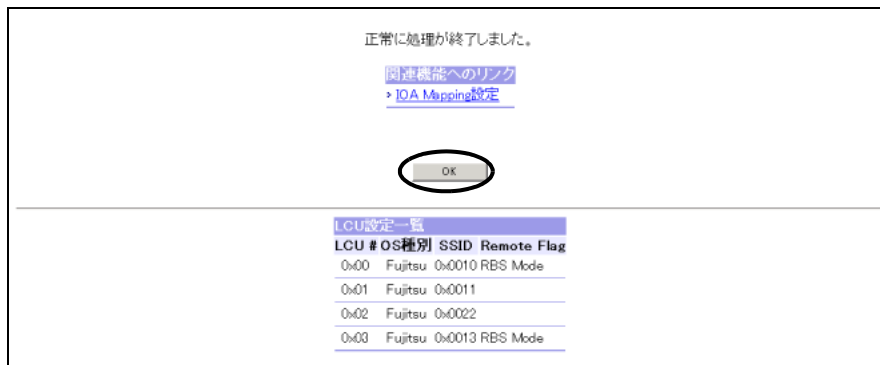 正常に処理が終了しました。
関連機能へのリンク
IOA Mapping設定
OK
LCU設定一覧
LCU # OS種別 SSID Remote Flag
0x00 Fujitsu 0x0010 RBS Mode
0x01 Fujitsu 0x0011
0x02 Fujitsu 0x0022
0x03 Fujitsu 0x0013 RBS Mode